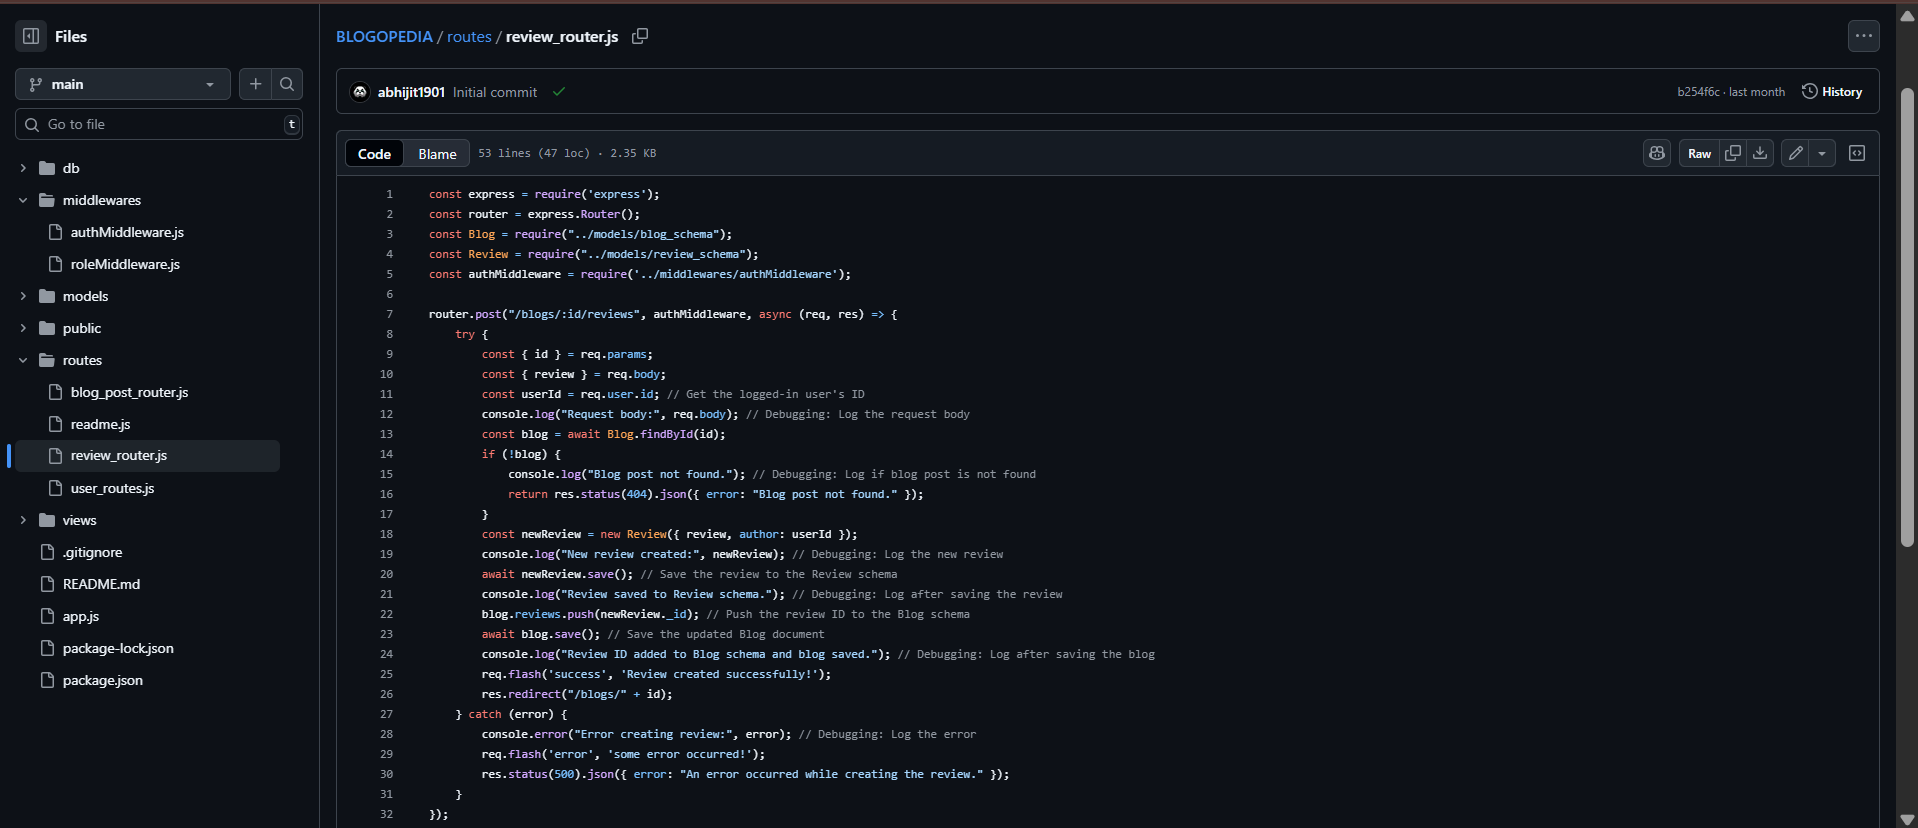 Files
main
Go to file
t
db
middlewares
authMiddleware.js
roleMiddleware.js
models
public
routes
blog_post_router.js
readme.js
review_router.js
user_routes.js
views
.gitignore
README.md
app.js
package-lock.json
package.json
BLOGOPEDIA / routes / review_router.js
abhijit1901 Initial commit
b254f6c · last month History
Code Blame 53 lines (47 loc) · 2.35 KB
Raw
1 const express = require('express');
2 const router = express.Router();
3 const Blog = require("../models/blog_schema");
4 const Review = require("../models/review_schema");
5 const authMiddleware = require('../middlewares/authMiddleware');
6
7 router.post("/blogs/:id/reviews", authMiddleware, async (req, res) => {
8 try {
9 const { id } = req.params;
10 const { review } = req.body;
11 const userId = req.user.id; // Get the logged-in user's ID
12 console.log("Request body:", req.body); // Debugging: Log the request body
13 const blog = await Blog.findById(id);
14 if (!blog) {
15 console.log("Blog post not found."); // Debugging: Log if blog post is not found
16 return res.status(404).json({ error: "Blog post not found." });
17 }
18 const newReview = new Review({ review, author: userId });
19 console.log("New review created:", newReview); // Debugging: Log the new review
20 await newReview.save(); // Save the review to the Review schema
21 console.log("Review saved to Review schema."); // Debugging: Log after saving the review
22 blog.reviews.push(newReview._id); // Push the review ID to the Blog schema
23 await blog.save(); // Save the updated Blog document
24 console.log("Review ID added to Blog schema and blog saved."); // Debugging: Log after saving the blog
25 req.flash('success', 'Review created successfully!');
26 res.redirect("/blogs/" + id);
27 } catch (error) {
28 console.error("Error creating review:", error); // Debugging: Log the error
29 req.flash('error', 'some error occurred!');
30 res.status(500).json({ error: "An error occurred while creating the review." });
31 }
32 });